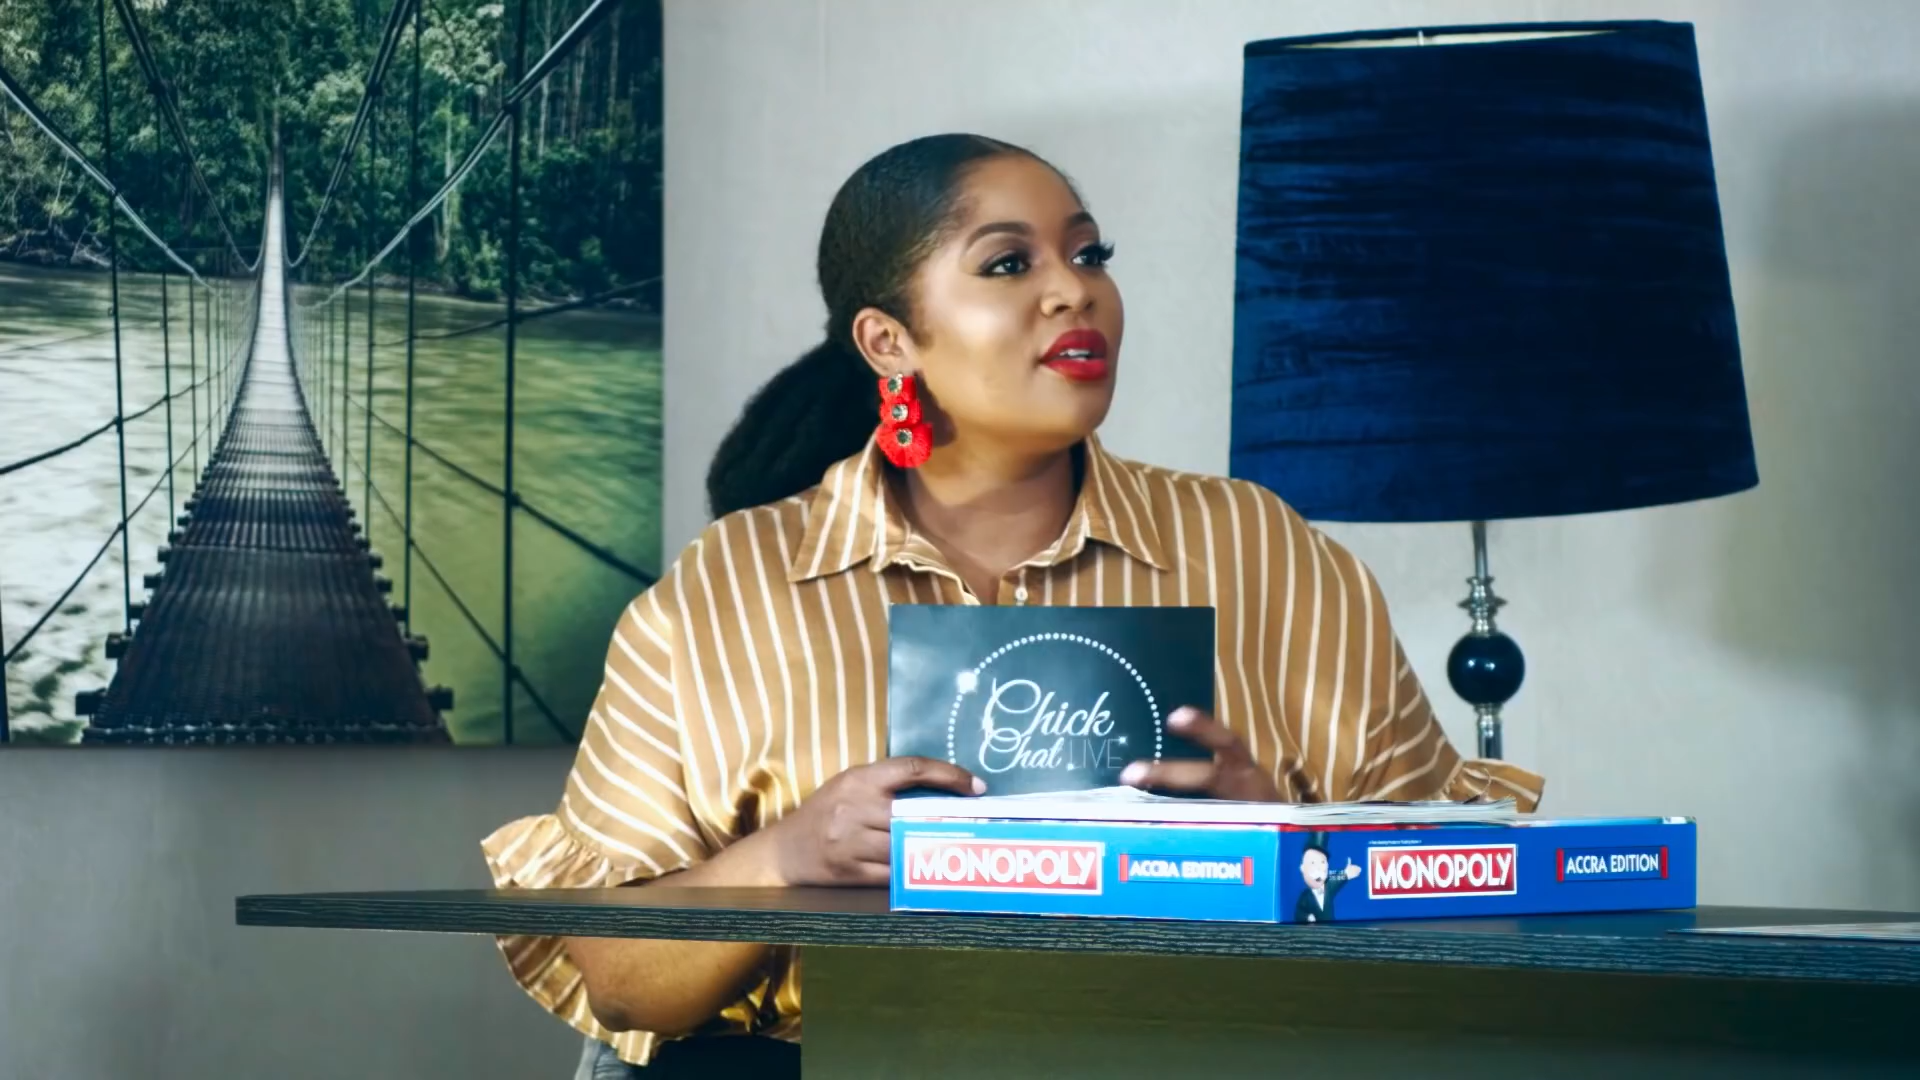 Chick
Chat LIVE
MONOPOLY
ACCRA EDITION
MONOPOLY
ACCRA EDITION